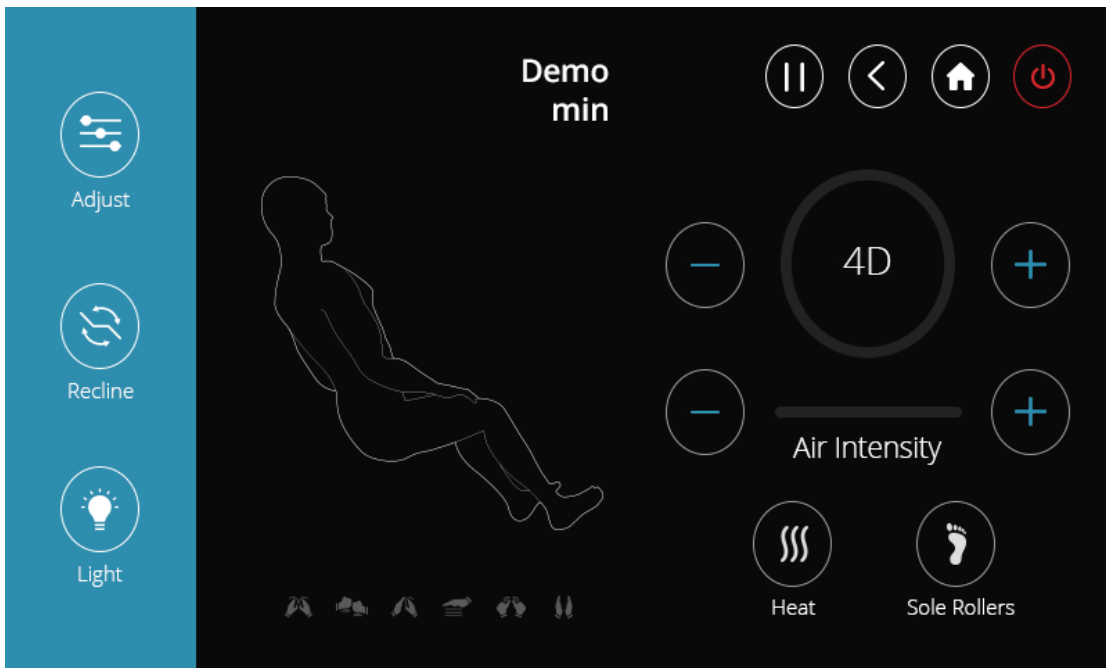 Demo
min
Adjust
4D
Recline
Air Intensity
Light
Heat
Sole Rollers